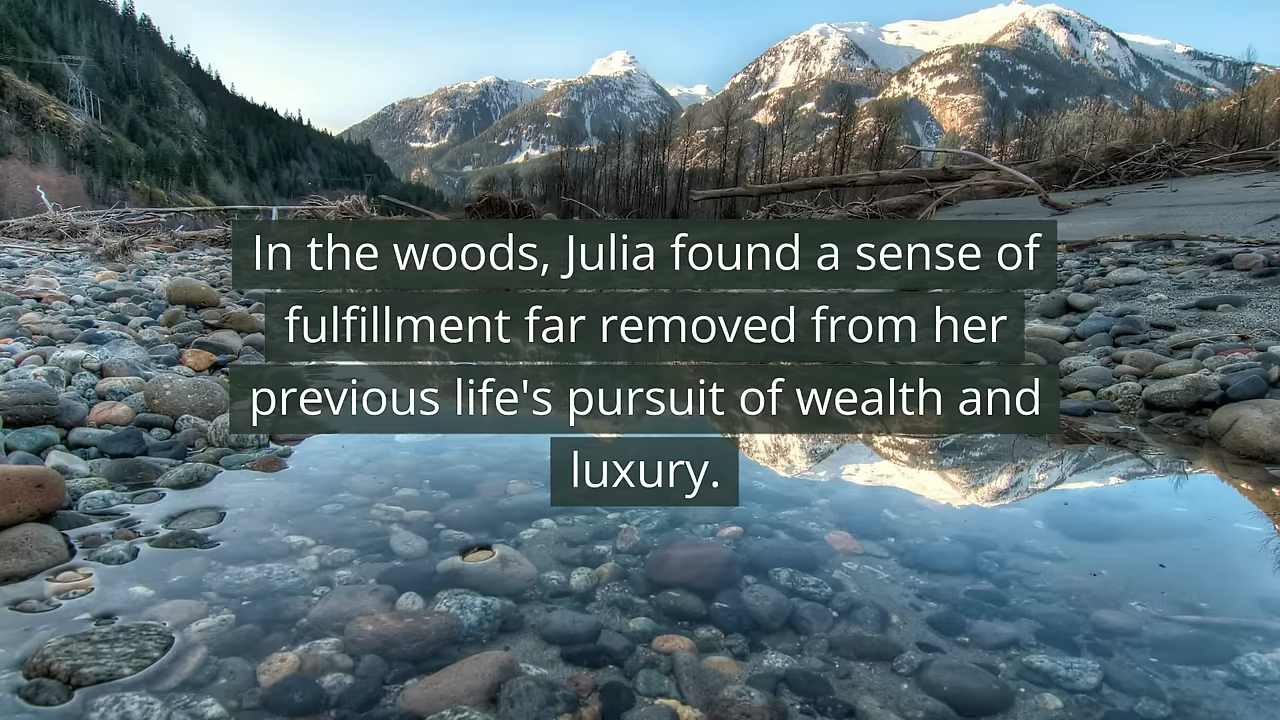 In the woods, Julia found a sense of
fulfillment far removed from her
previous life's pursuit of wealth and
luxury.